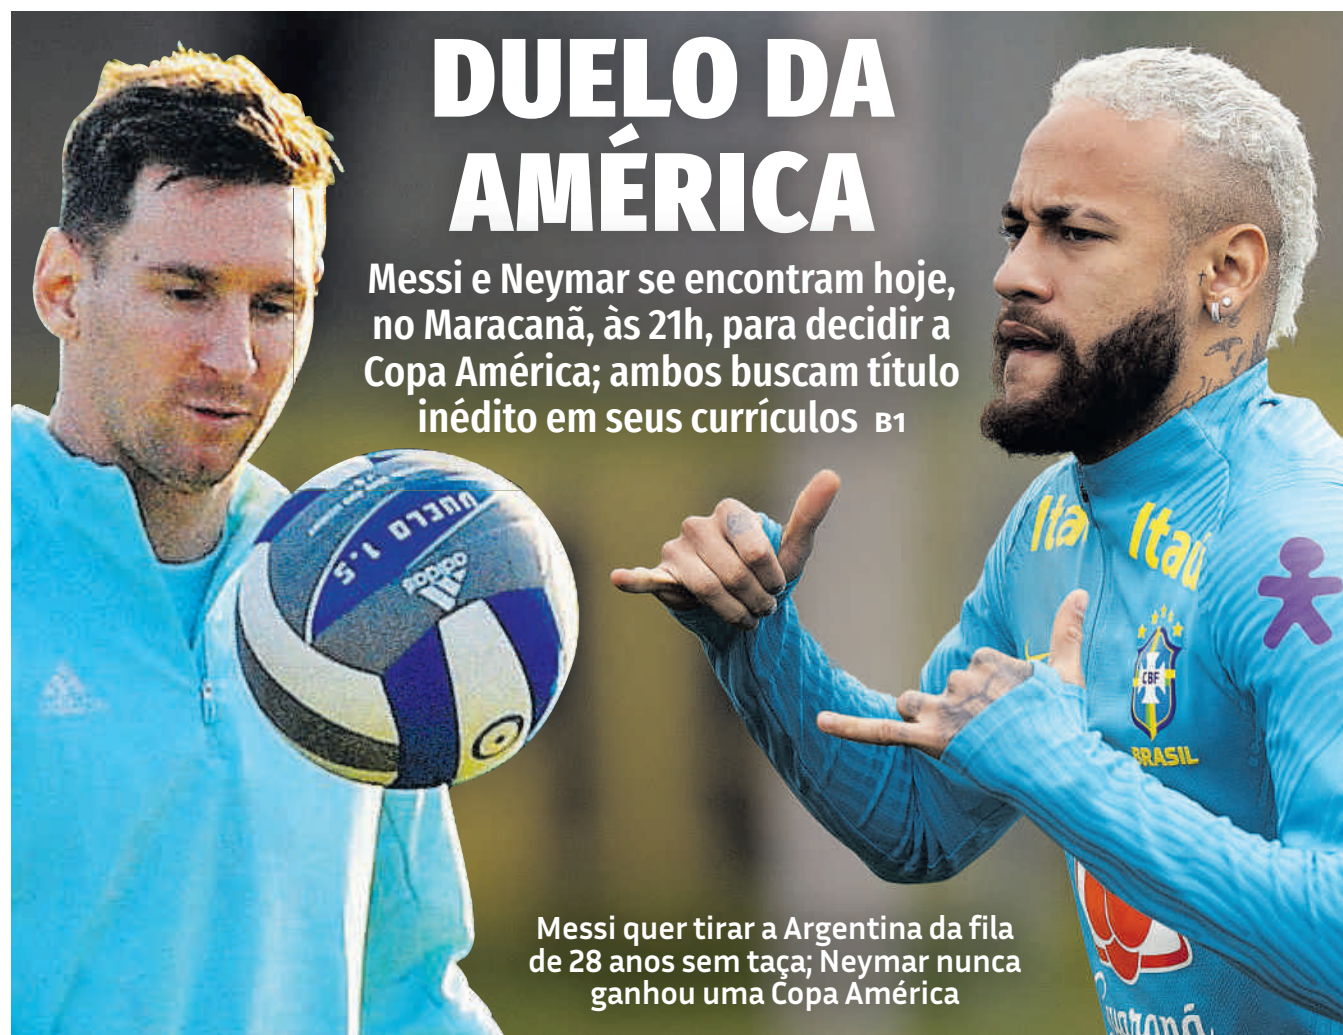 DUELO DA
AMÉRICA
Messi e Neymar se encontram hoje,
no Maracanã, às 21h, para decidir a
Copa América; ambos buscam título
inédito em seus currículos B1
VUELO 1.5
adidas
Itaú
Itaú
CBF
BRASIL
Messi quer tirar a Argentina da fila
de 28 anos sem taça; Neymar nunca
ganhou uma Copa América